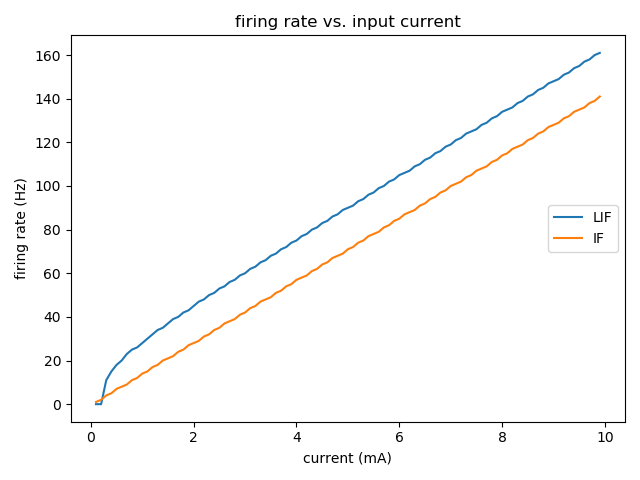 firing rate vs. input current
firing rate (Hz)
160
140
120
100
80
60
40
20
0
LIF
IF
0 2 4 6 8 10
current (mA)